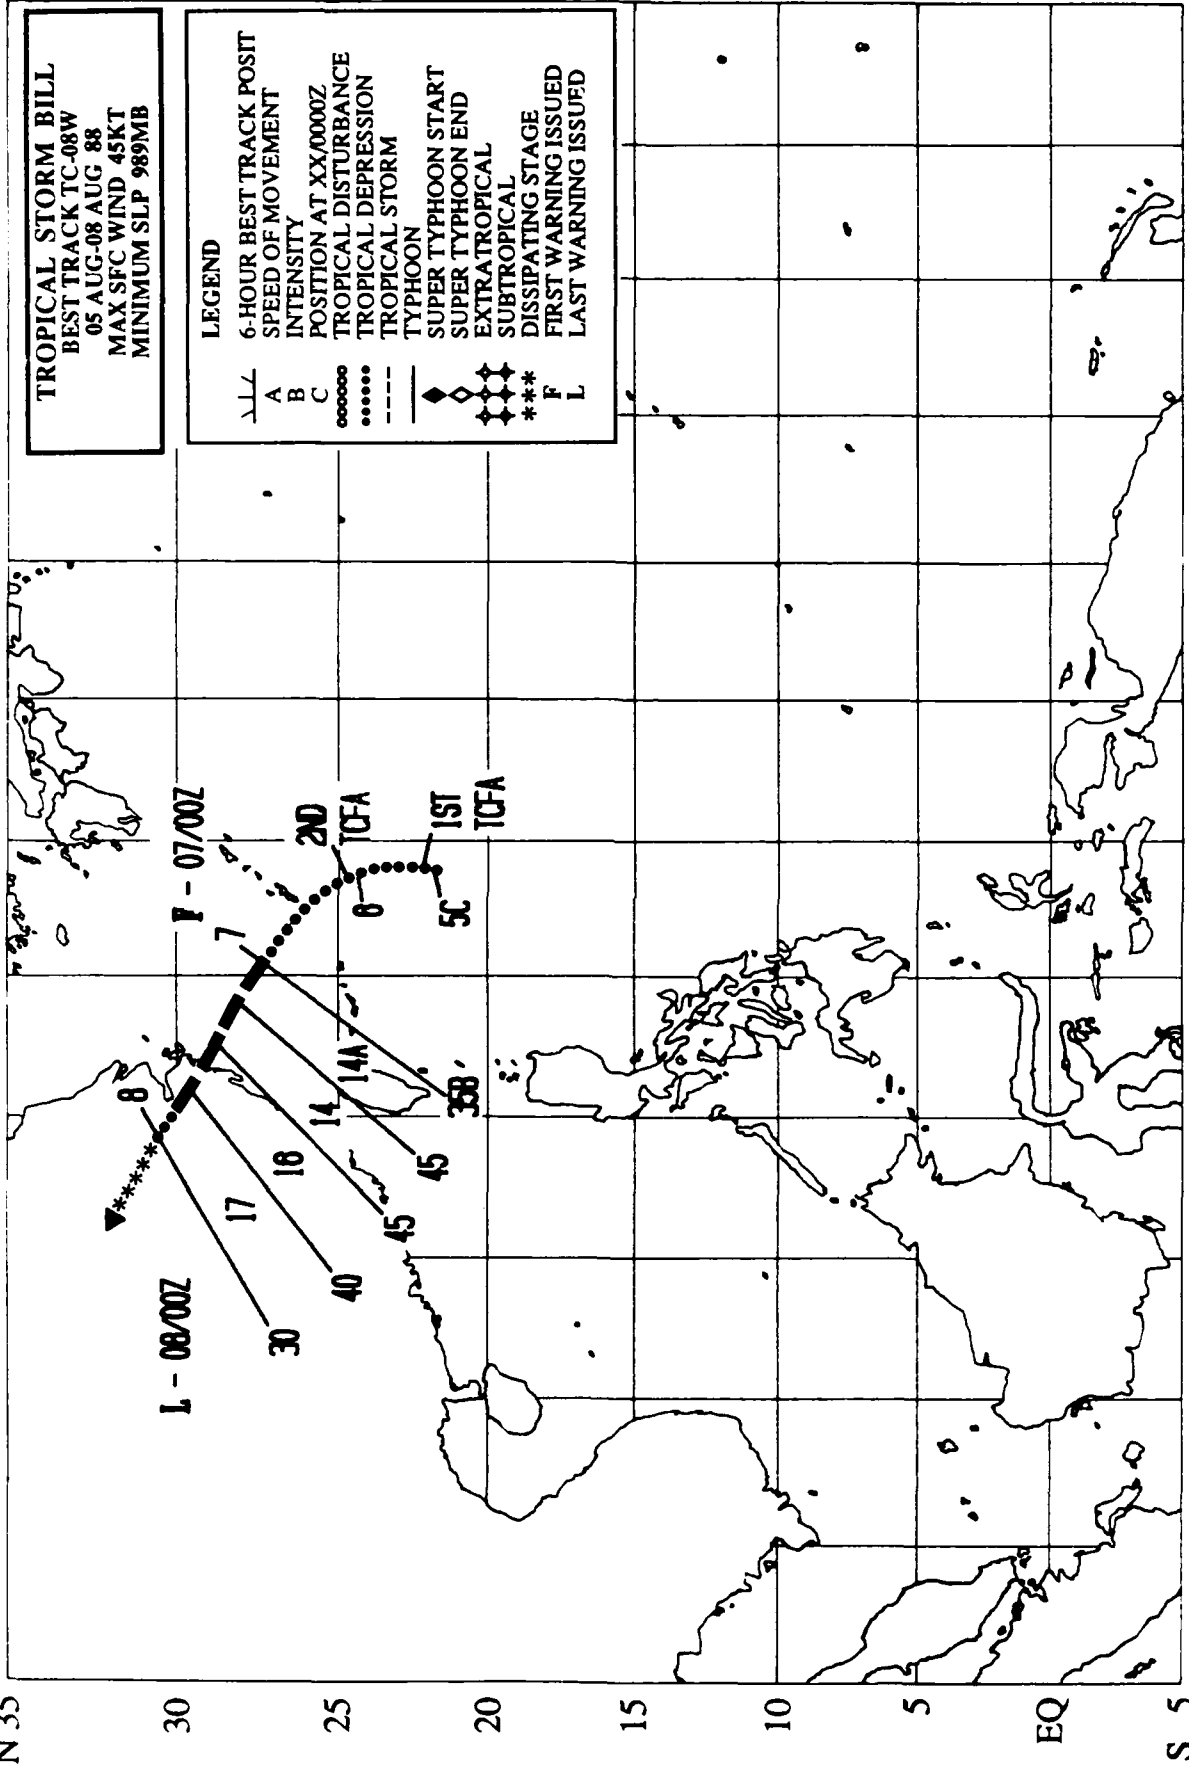 TROPICAL STORM BILL
BEST TRACK TC-08W
05 AUG-08 AUG 88
MAX SFC WIND 45KT
MINIMUM SLP 989MB
LEGEND
6-HOUR BEST TRACK POSIT
A SPEED OF MOVEMENT
B INTENSITY
C POSITION AT XX/0000Z
TROPICAL DISTURBANCE
TROPICAL DEPRESSION
TROPICAL STORM
TYPHOON
SUPER TYPHOON START
SUPER TYPHOON END
EXTRATROPICAL
SUBTROPICAL
*** DISSIPATING STAGE
F FIRST WARNING ISSUED
L LAST WARNING ISSUED
N 35
30
25
20
15
10
5
EQ
S 5
L - 08/00Z
F - 07/00Z
8
7
6
5C
2ND
TCFA
1ST
TCFA
17
18
14
14A
30
40
45
45
35B